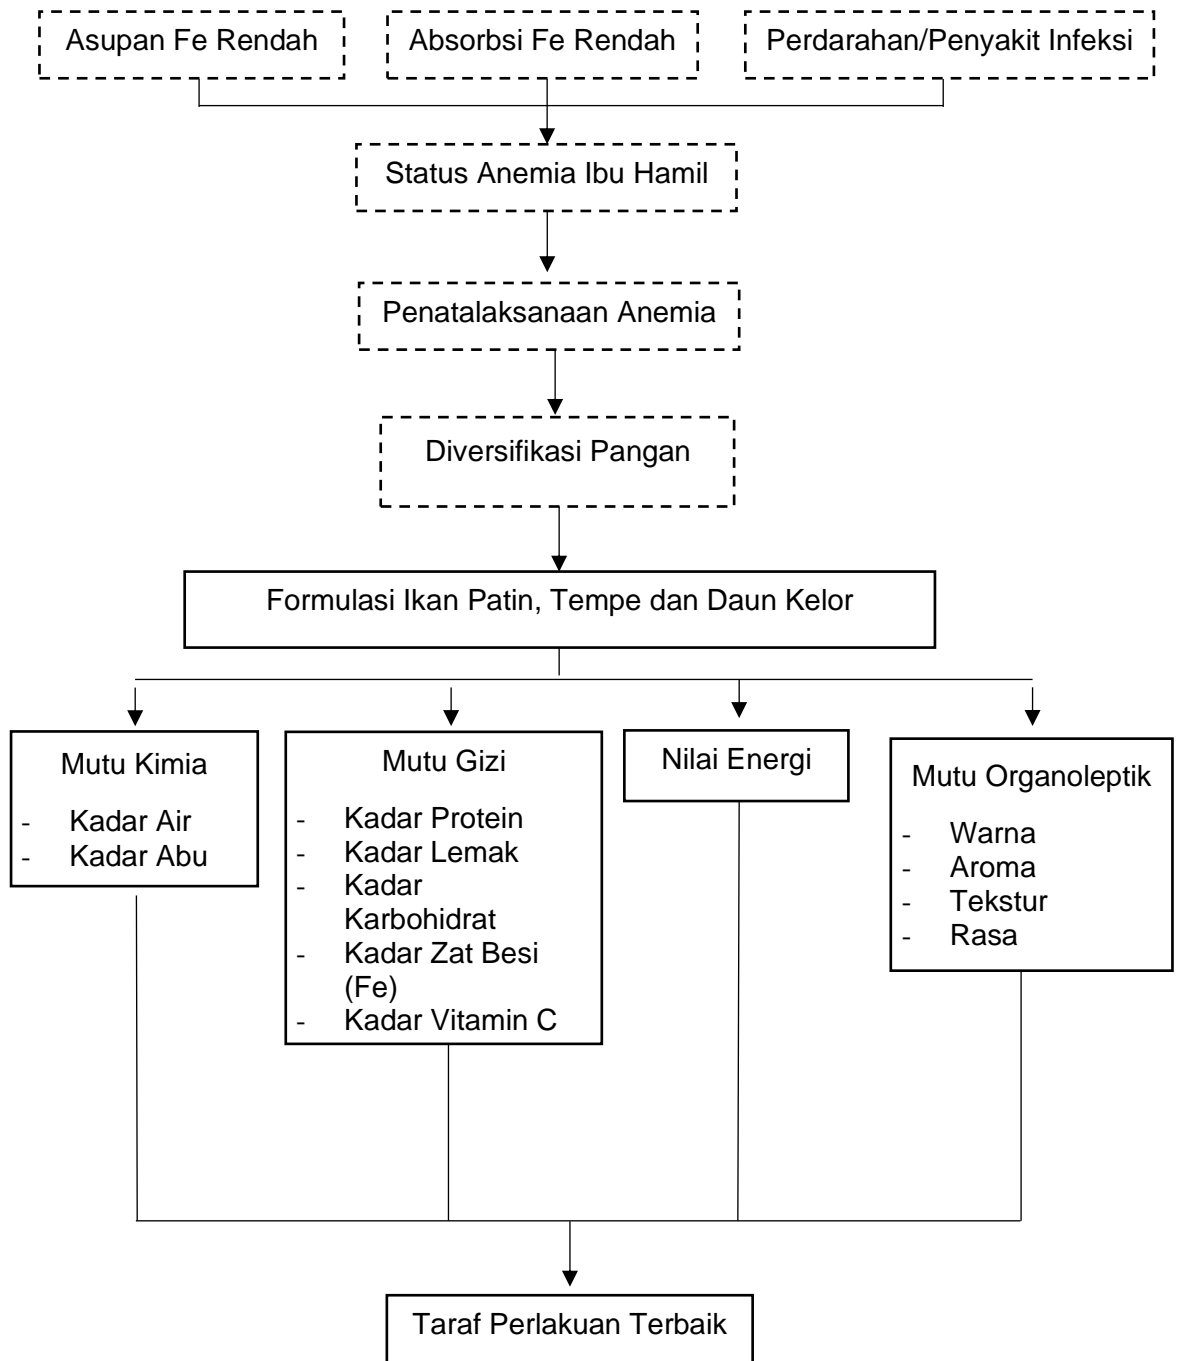 Asupan Fe Rendah
Absorbsi Fe Rendah
Perdarahan/Penyakit Infeksi
Status Anemia Ibu Hamil
Penatalaksanaan Anemia
Diversifikasi Pangan
Formulasi Ikan Patin, Tempe dan Daun Kelor
Mutu Kimia
- Kadar Air
- Kadar Abu
Mutu Gizi
- Kadar Protein
- Kadar Lemak
- Kadar
Karbohidrat
- Kadar Zat Besi
(Fe)
- Kadar Vitamin C
Nilai Energi
Mutu Organoleptik
- Warna
- Aroma
- Tekstur
- Rasa
Taraf Perlakuan Terbaik